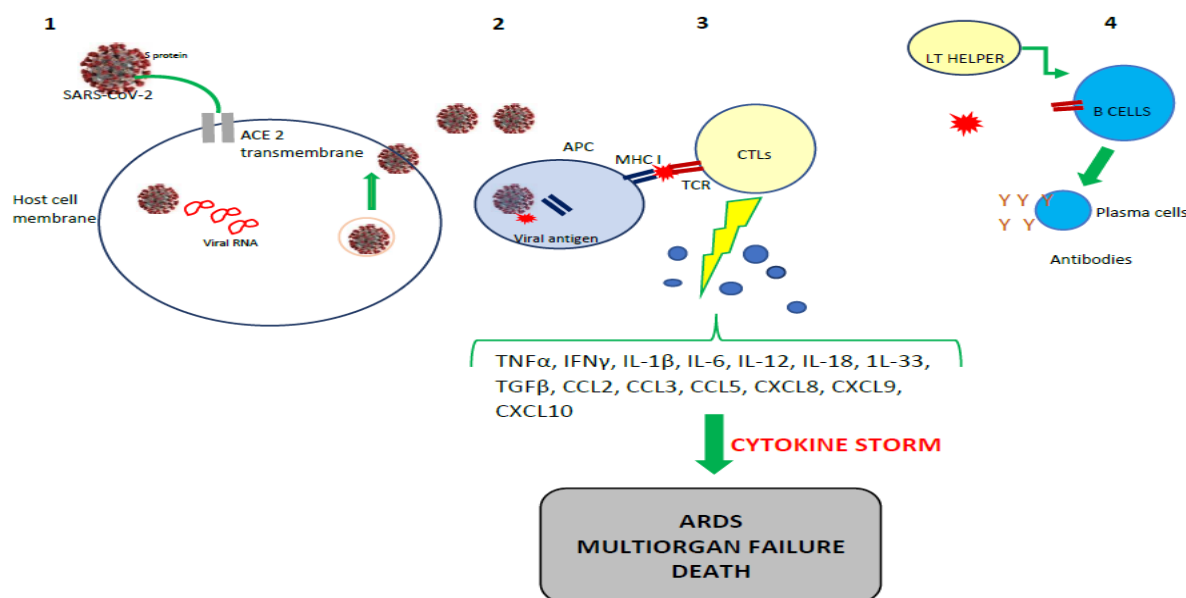 1
S protein
SARS-CoV-2
ACE 2
transmembrane
Host cell
membrane
Viral RNA
2
APC
MHC I
Viral antigen
3
CTLs
TCR
TNFα, IFNγ, IL-1β, IL-6, IL-12, IL-18, 1L-33,
TGFβ, CCL2, CCL3, CCL5, CXCL8, CXCL9,
CXCL10
CYTOKINE STORM
ARDS
MULTIORGAN FAILURE
DEATH
4
LT HELPER
B CELLS
Y Y Y
Y Y
Plasma cells
Antibodies